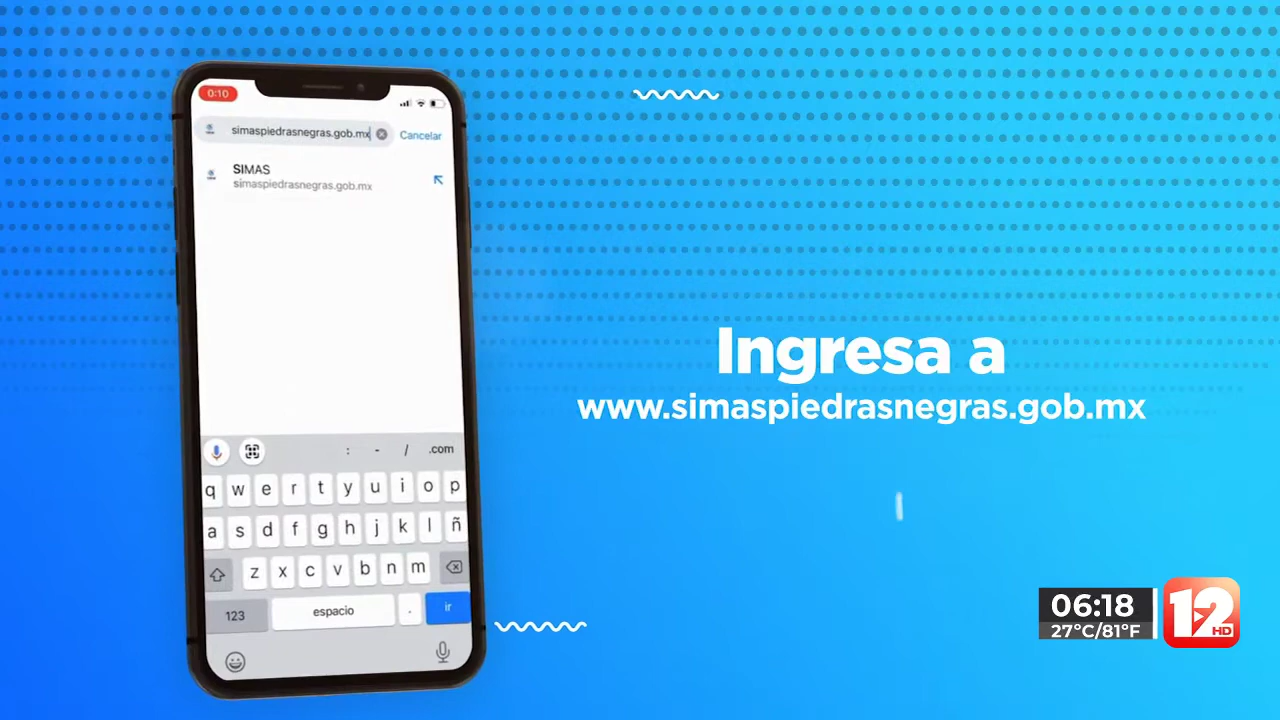 0:10
simaspiedrasnegras.gob.mx
Cancelar
SIMAS
simaspiedrasnegras.gob.mx
Ingresa a
www.simaspiedrasnegras.gob.mx
: - / .com
q w e r t y u i o p
a s d f g h j k l ñ
z x c v b n m
123 espacio . ir
06:18
27°C/81°F
12
HD